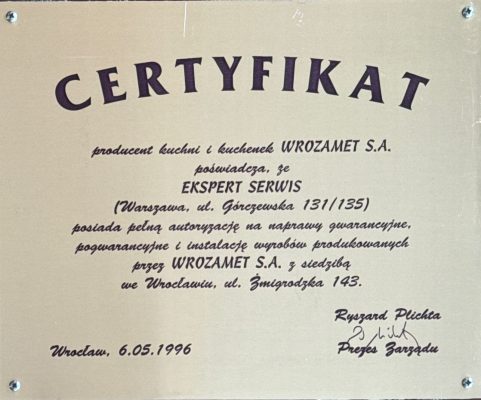 CERTYFIKAT
producent kuchni i kuchenek WROZAMET S.A.
poświadcza, że
EKSPERT SERWIS
(Warszawa, ul. Górczewska 131/135)
posiada pełną autoryzację na naprawy gwarancyjne,
pogwarancyjne i instalację wyrobów produkowanych
przez WROZAMET S.A. z siedzibą
we Wrocławiu, ul. Żmigrodzka 143.
Ryszard Plichta
Wrocław, 6.05.1996
Prezes Zarządu